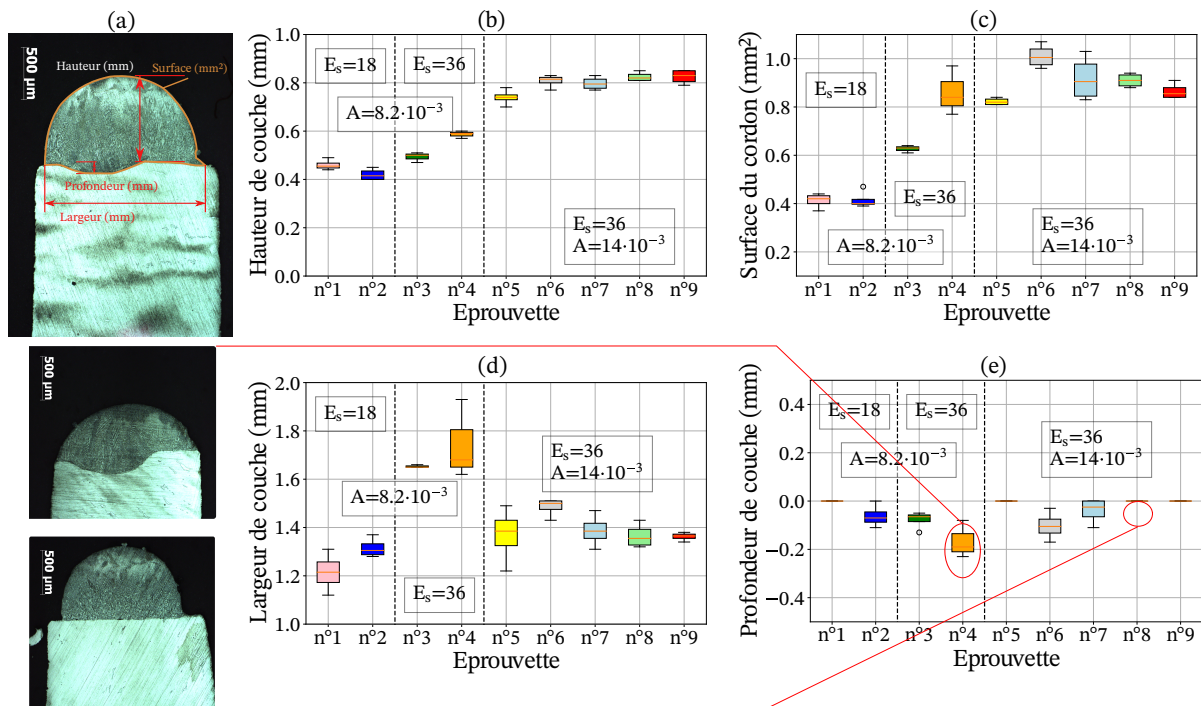 (a)
500 µm
Hauteur (mm)
Surface (mm²)
Profondeur (mm)
Largeur (mm)
500 µm
500 µm
(b)
Hauteur de couche (mm)
1.0
0.8
0.6
0.4
0.2
0.0
Eₛ=18
Eₛ=36
A=8.2·10⁻³
Eₛ=36
A=14·10⁻³
n°1 n°2 n°3 n°4 n°5 n°6 n°7 n°8 n°9
Eprouvette
(c)
Surface du cordon (mm²)
1.0
0.8
0.6
0.4
0.2
Eₛ=18
Eₛ=36
A=8.2·10⁻³
Eₛ=36
A=14·10⁻³
n°1 n°2 n°3 n°4 n°5 n°6 n°7 n°8 n°9
Eprouvette
(d)
Largeur de couche (mm)
2.0
1.8
1.6
1.4
1.2
1.0
Eₛ=18
A=8.2·10⁻³
Eₛ=36
A=14·10⁻³
Eₛ=36
n°1 n°2 n°3 n°4 n°5 n°6 n°7 n°8 n°9
Eprouvette
(e)
Profondeur de couche (mm)
0.4
0.2
0.0
−0.2
−0.4
Eₛ=18
Eₛ=36
A=8.2·10⁻³
Eₛ=36
A=14·10⁻³
n°1 n°2 n°3 n°4 n°5 n°6 n°7 n°8 n°9
Eprouvette